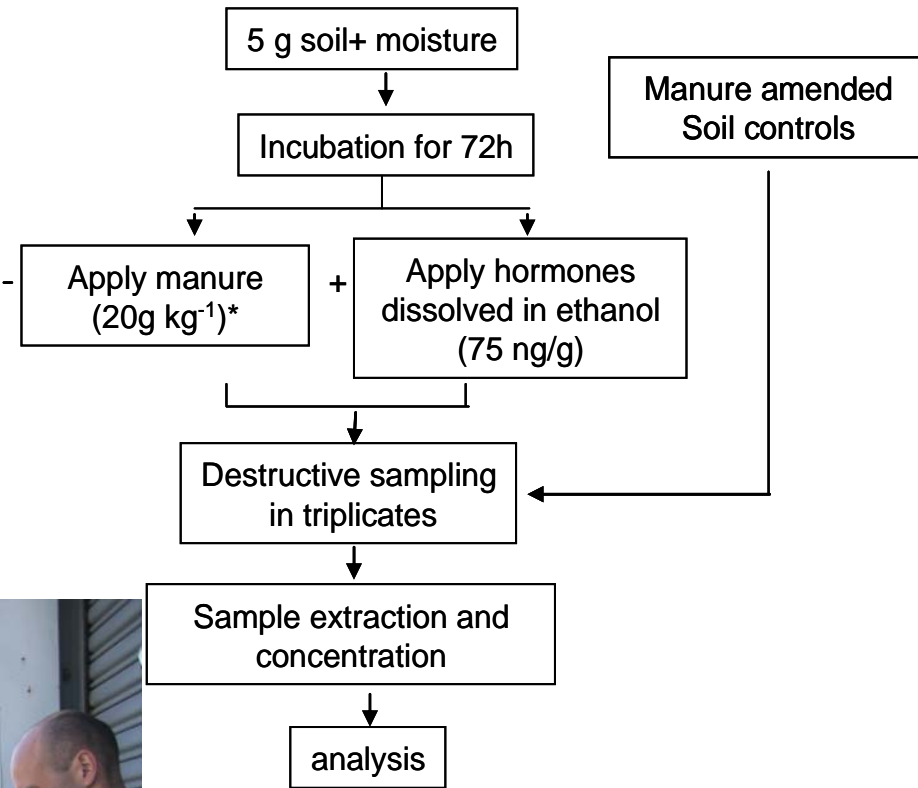 5 g soil+ moisture
Manure amended
Soil controls
Incubation for 72h
- Apply manure
(20g kg⁻¹)*
+ Apply hormones
dissolved in ethanol
(75 ng/g)
Destructive sampling
in triplicates
Sample extraction and
concentration
analysis